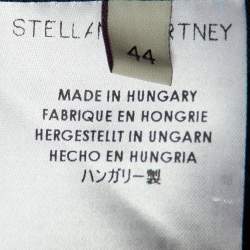 STELLA McCARTNEY
44
MADE IN HUNGARY
FABRIQUE EN HONGRIE
HERGESTELLT IN UNGARN
HECHO EN HUNGRIA
ハンガリー製